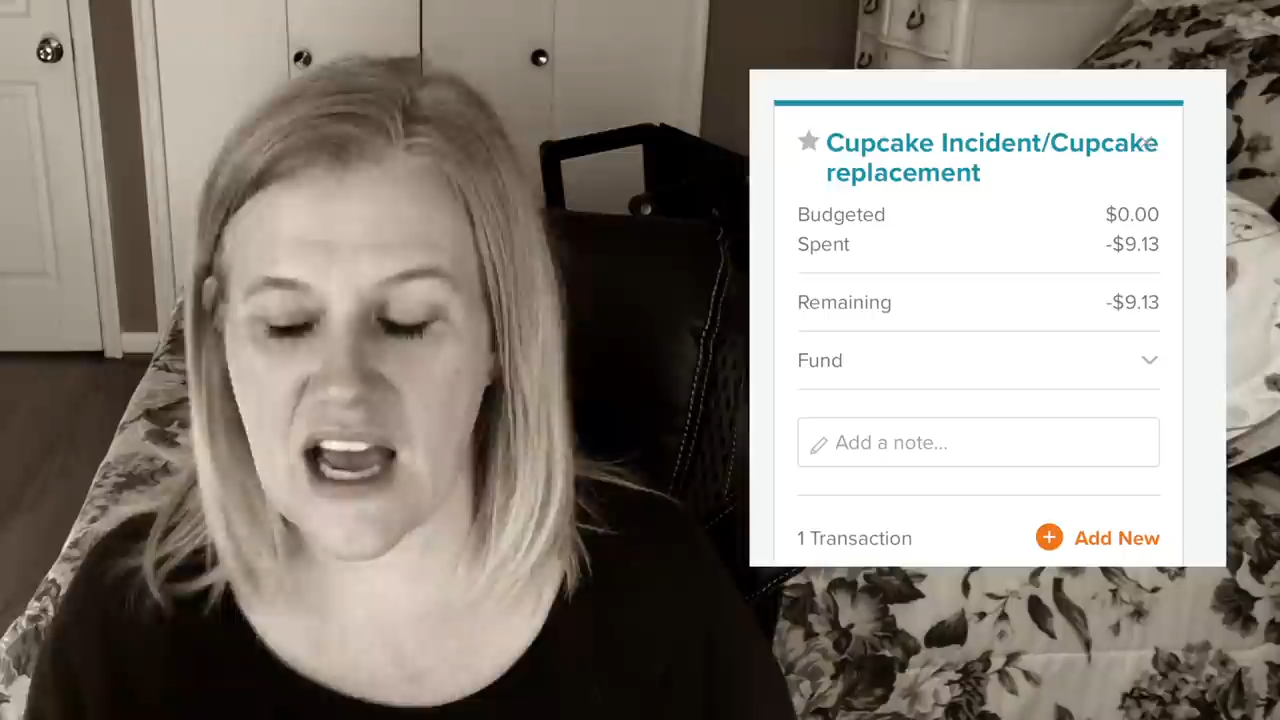 Cupcake Incident/Cupcake
replacement
Budgeted $0.00
Spent -$9.13
Remaining -$9.13
Fund
Add a note...
1 Transaction Add New